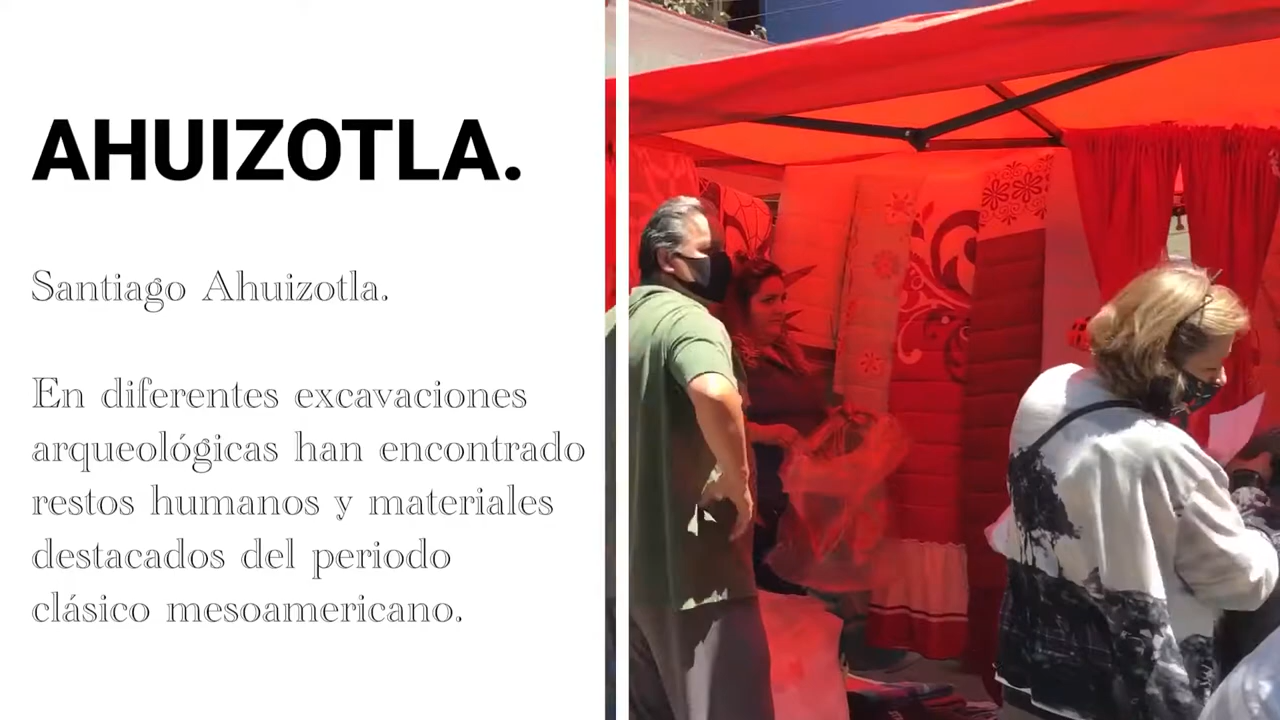 AHUIZOTLA.
Santiago Ahuizotla.
En diferentes excavaciones
arqueológicas han encontrado
restos humanos y materiales
destacados del periodo
clásico mesoamericano.